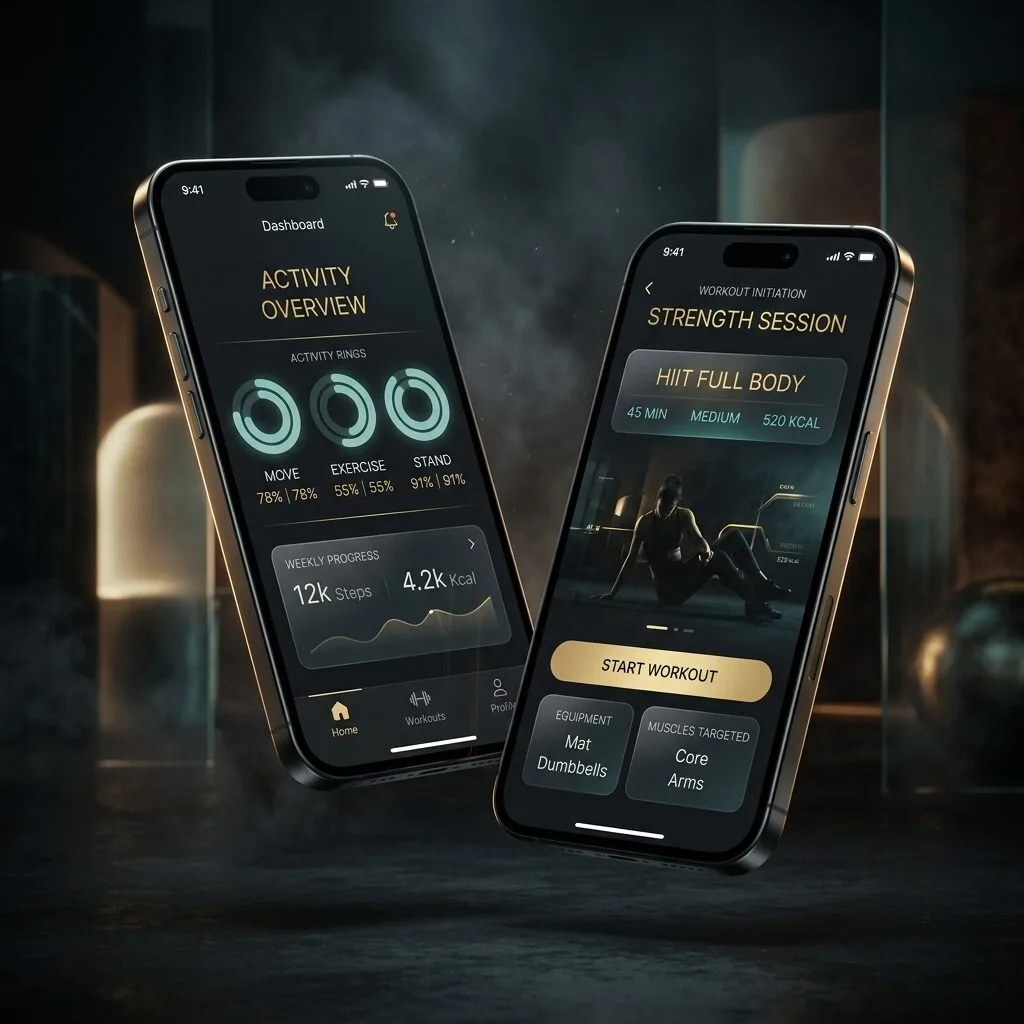 9:41
Dashboard
ACTIVITY
OVERVIEW
ACTIVITY RINGS
MOVE
78% | 78%
EXERCISE
55% | 55%
STAND
91% | 91%
WEEKLY PROGRESS
12k Steps
4.2k Kcal
Home
Workouts
9:41
WORKOUT INITIATION
STRENGTH SESSION
HIIT FULL BODY
45 MIN
MEDIUM
520 KCAL
START WORKOUT
EQUIPMENT
Mat
Dumbbells
MUSCLES TARGETED
Core
Arms